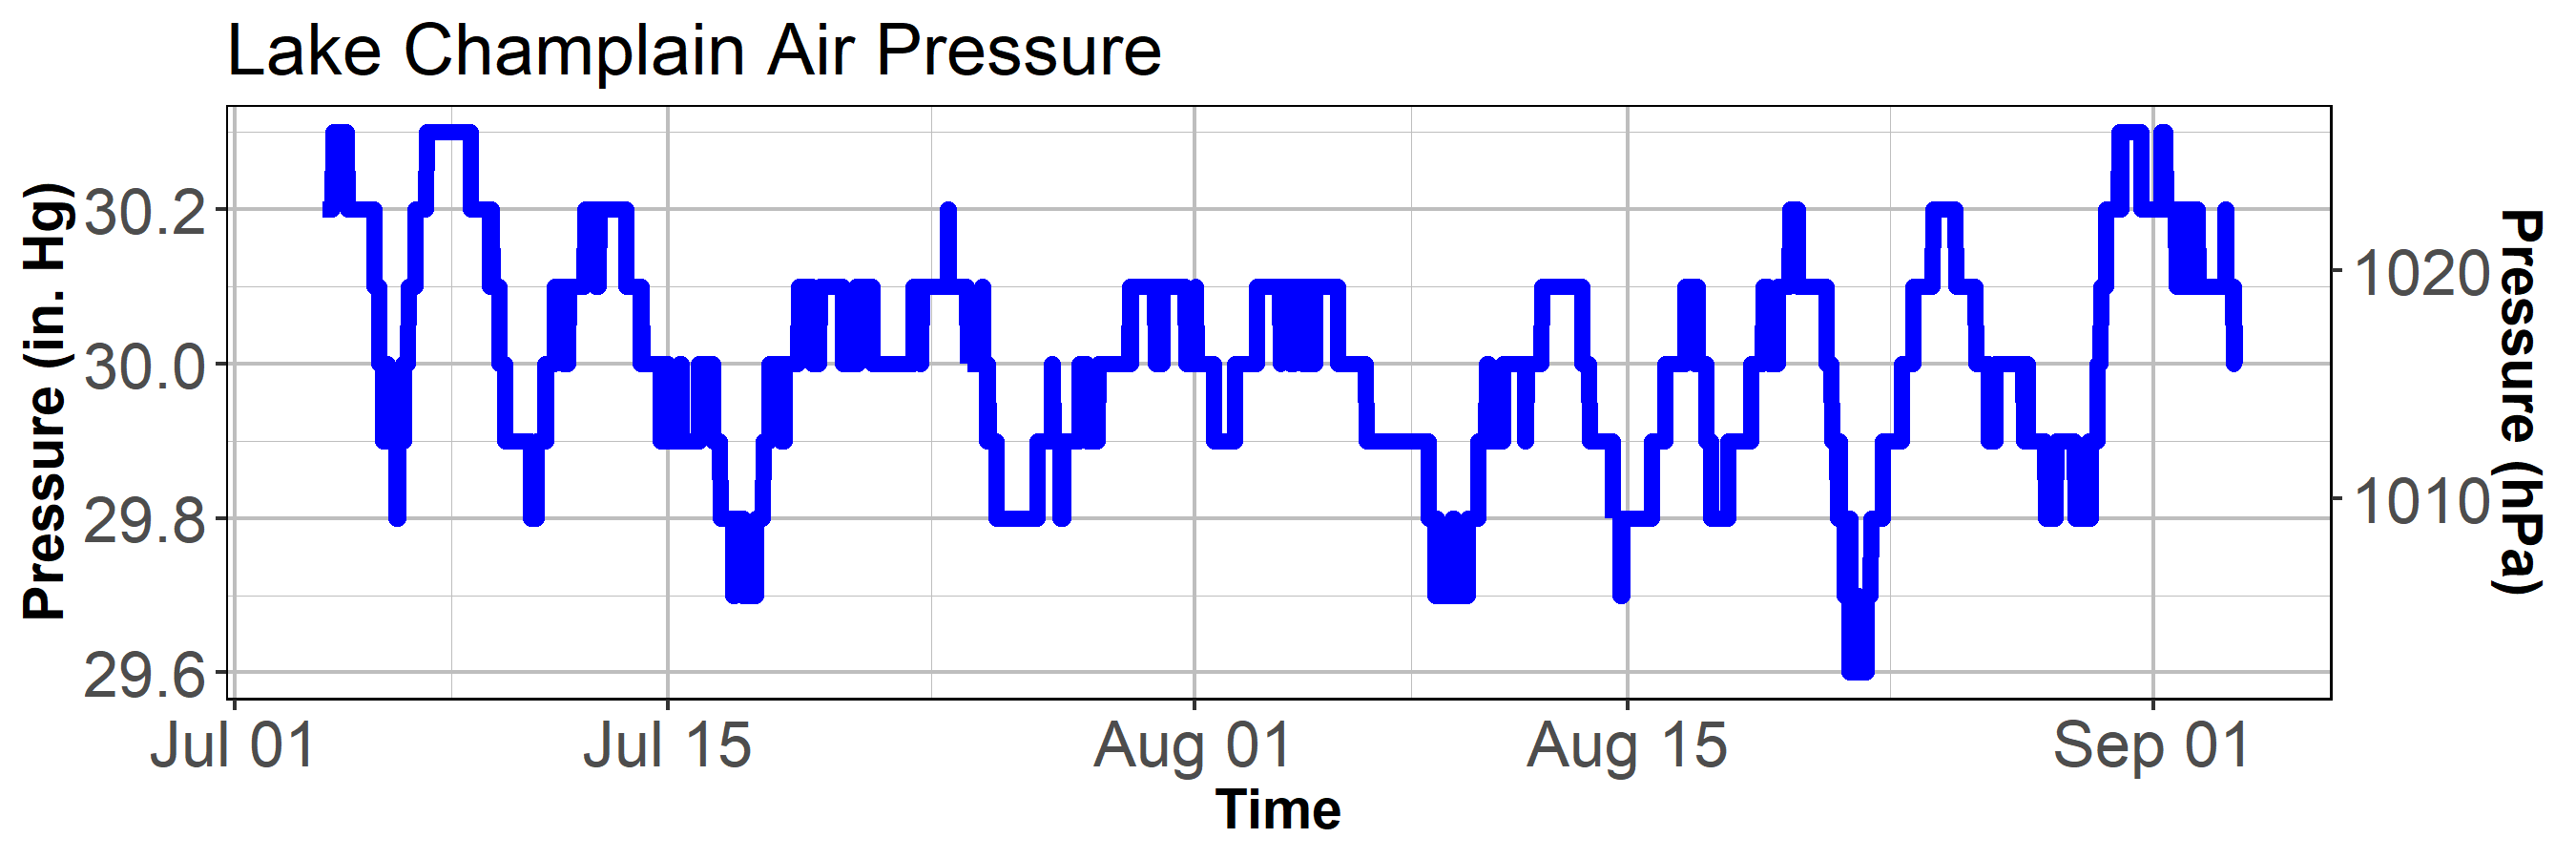 Lake Champlain Air Pressure
Pressure (in. Hg)
30.2
30.0
29.8
29.6
1020
1010
Pressure (hPa)
Jul 01 Jul 15 Aug 01 Aug 15 Sep 01
Time